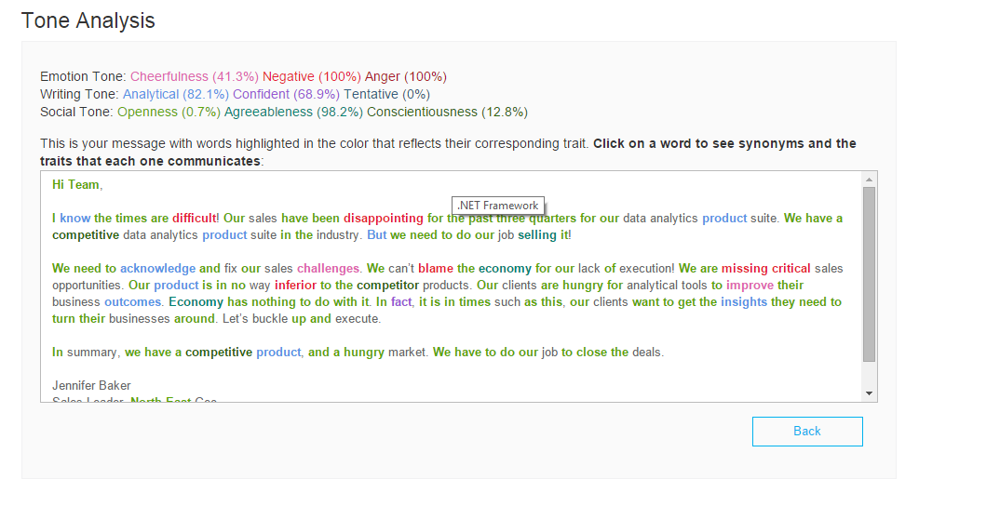 Tone Analysis
Emotion Tone: Cheerfulness (41.3%) Negative (100%) Anger (100%)
Writing Tone: Analytical (82.1%) Confident (68.9%) Tentative (0%)
Social Tone: Openness (0.7%) Agreeableness (98.2%) Conscientiousness (12.8%)
This is your message with words highlighted in the color that reflects their corresponding trait. Click on a word to see synonyms and the
traits that each one communicates:
Hi Team,
.NET Framework
I know the times are difficult! Our sales have been disappointing for the past three quarters for our data analytics product suite. We have a
competitive data analytics product suite in the industry. But we need to do our job selling it!
We need to acknowledge and fix our sales challenges. We can't blame the economy for our lack of execution! We are missing critical sales
opportunities. Our product is in no way inferior to the competitor products. Our clients are hungry for analytical tools to improve their
business outcomes. Economy has nothing to do with it. In fact, it is in times such as this, our clients want to get the insights they need to
turn their businesses around. Let's buckle up and execute.
In summary, we have a competitive product, and a hungry market. We have to do our job to close the deals.
Jennifer Baker
Sales Leader, North East Geo
Back